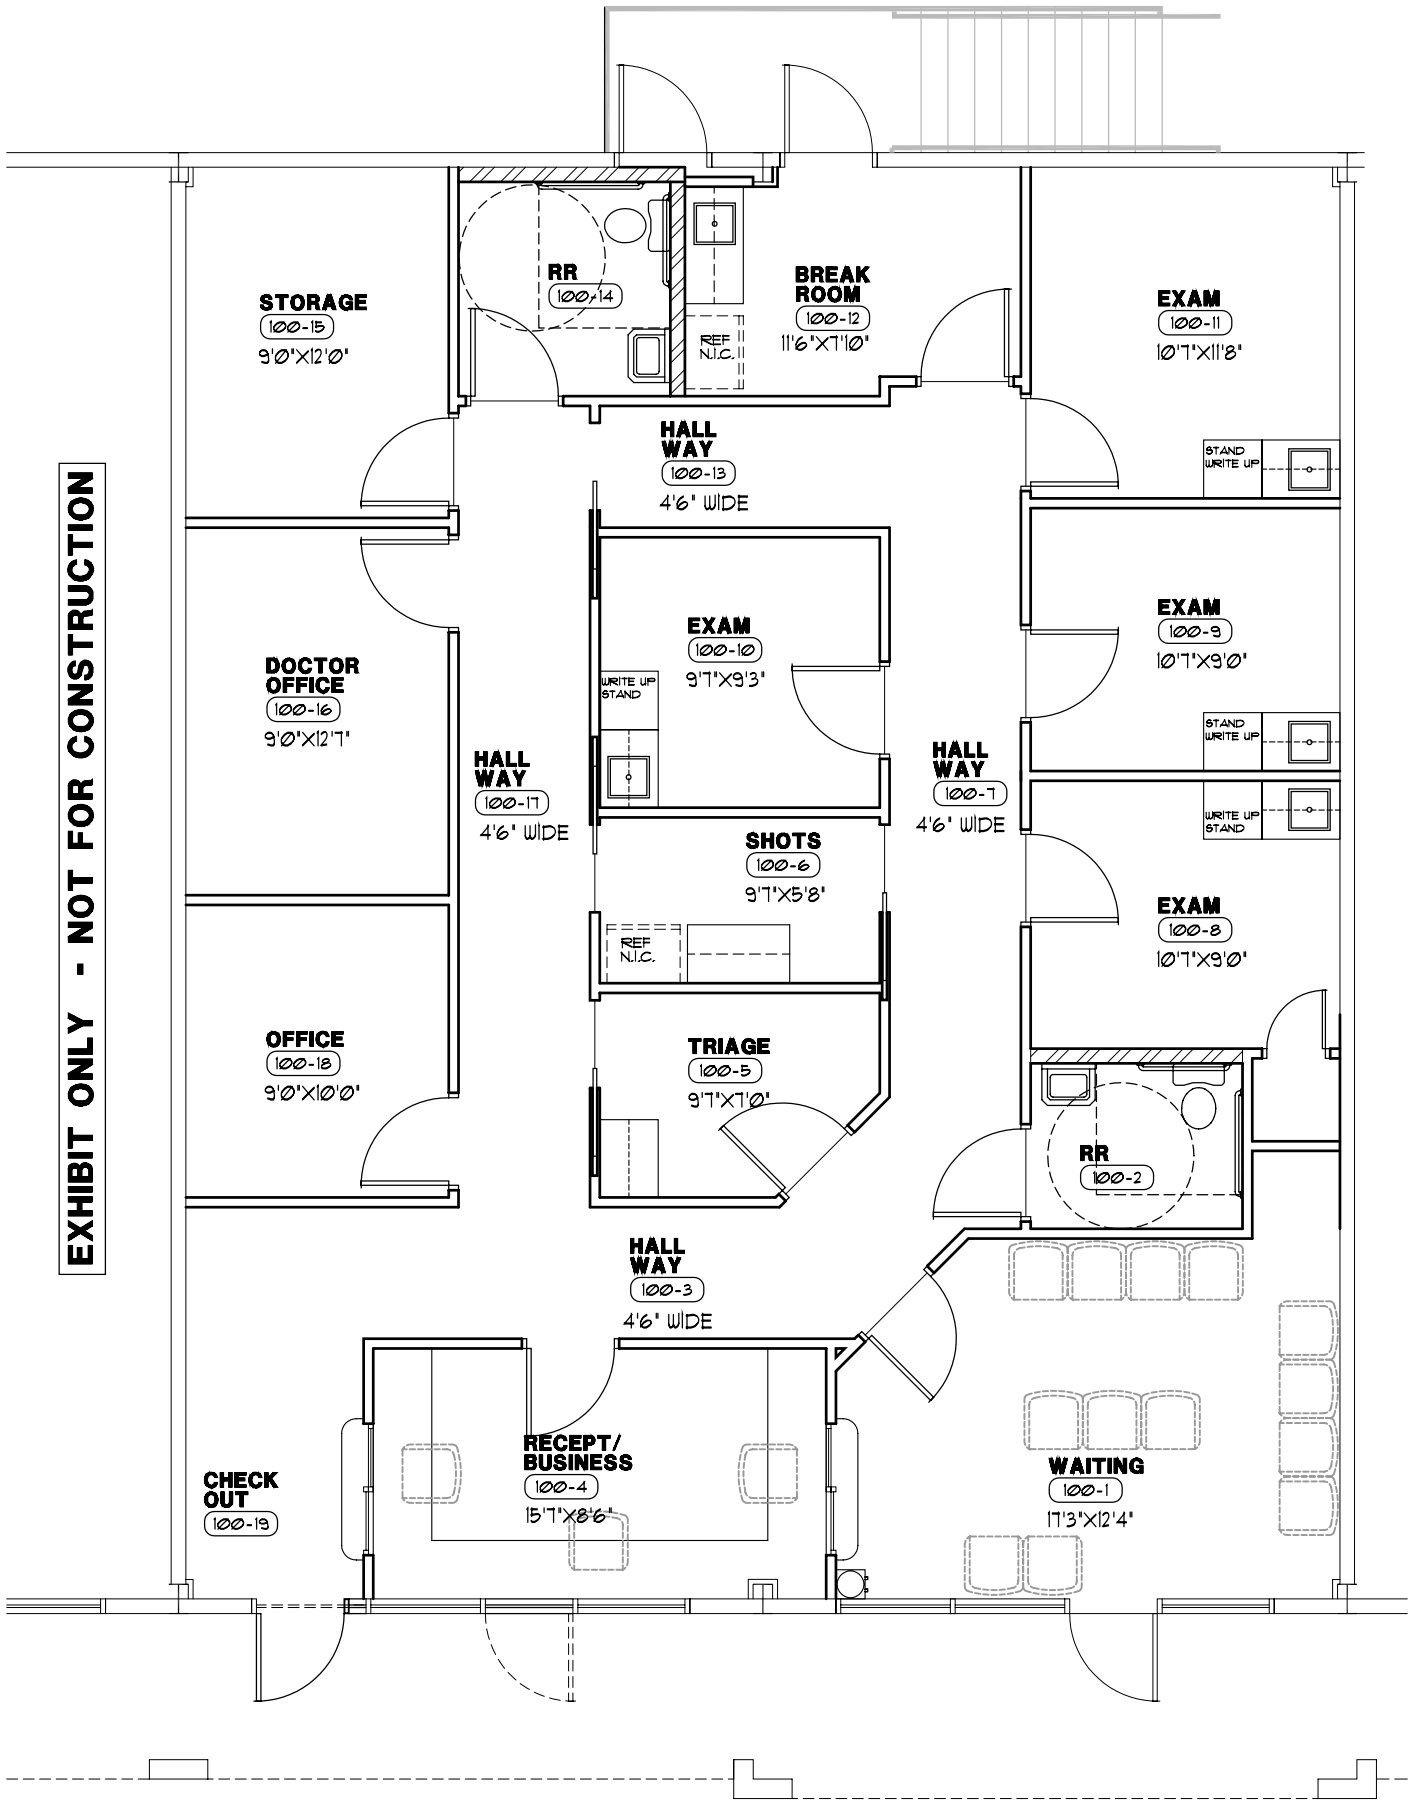 EXHIBIT ONLY - NOT FOR CONSTRUCTION
STORAGE
100-15
9'0"X12'0"
RR
100-14
BREAK
ROOM
100-12
11'6"X7'10"
REF
N.I.C.
EXAM
100-11
10'7"X11'8"
STAND
WRITE UP
HALL
WAY
100-13
4'6" WIDE
EXAM
100-10
9'7"X9'3"
WRITE UP
STAND
EXAM
100-9
10'7"X9'0"
STAND
WRITE UP
DOCTOR
OFFICE
100-16
9'0"X12'7"
HALL
WAY
100-17
4'6" WIDE
HALL
WAY
100-7
4'6" WIDE
SHOTS
100-6
9'7"X5'8"
REF
N.I.C.
WRITE UP
STAND
EXAM
100-8
10'7"X9'0"
OFFICE
100-18
9'0"X10'0"
TRIAGE
100-5
9'7"X7'0"
RR
100-2
HALL
WAY
100-3
4'6" WIDE
RECEPT/
BUSINESS
100-4
15'7"X8'6"
CHECK
OUT
100-19
WAITING
100-1
17'3"X12'4"